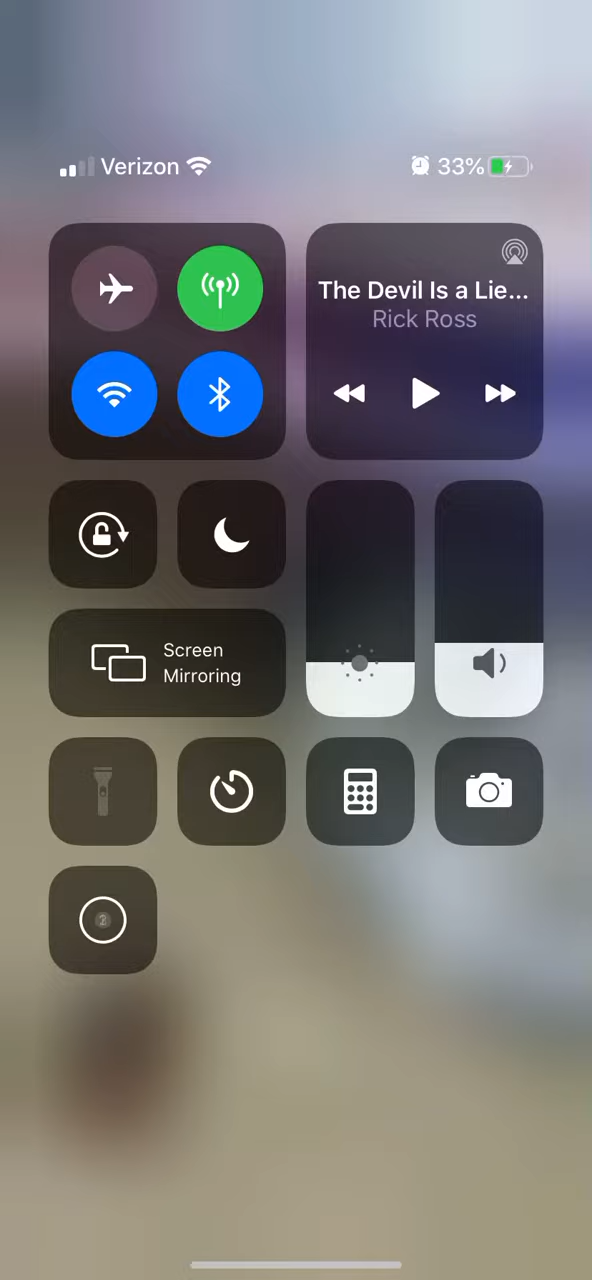 Verizon 33%
The Devil Is a Lie...
Rick Ross
Screen
Mirroring